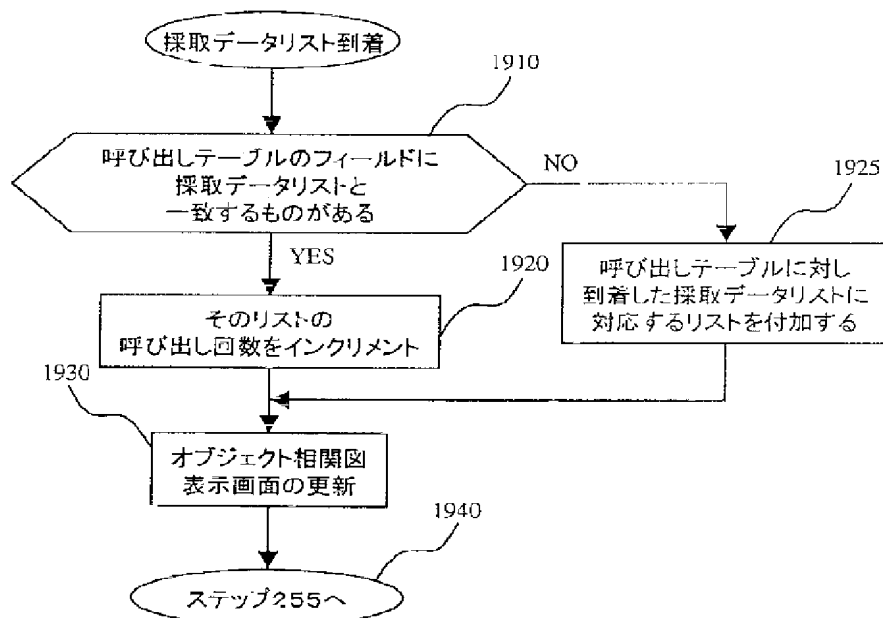 採取データリスト到着
1910
呼び出しテーブルのフィールドに
採取データリストと
一致するものがある
NO
1925
YES
1920
呼び出しテーブルに対し
到着した採取データリストに
対応するリストを付加する
そのリストの
呼び出し回数をインクリメント
1930
オブジェクト相関図
表示画面の更新
1940
ステップ255へ